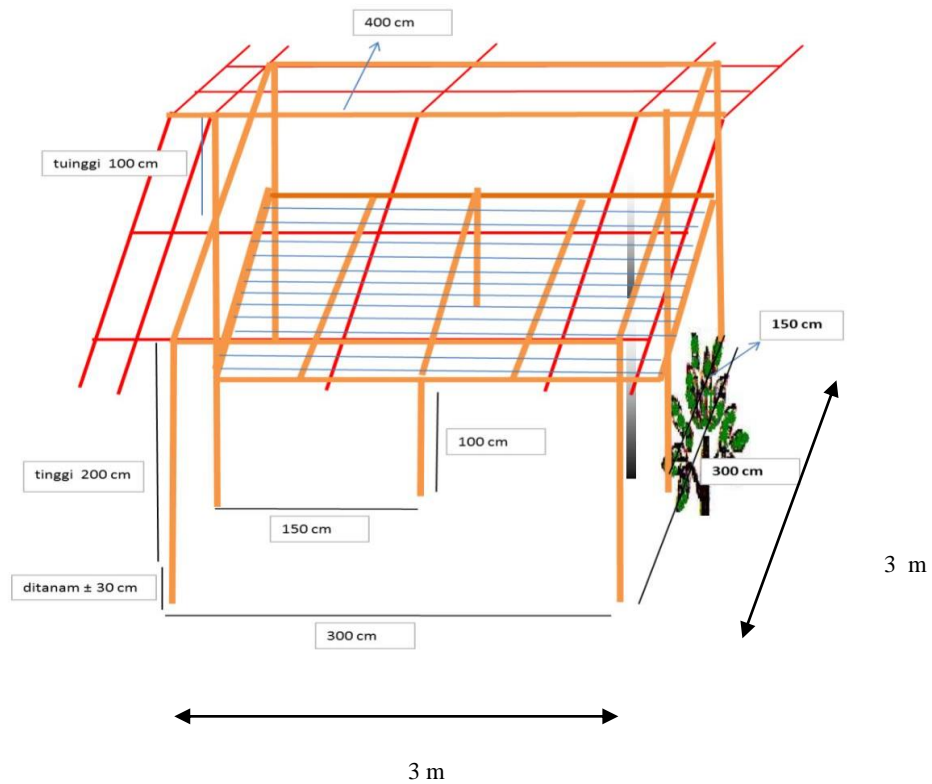 400 cm
tuinggi 100 cm
150 cm
100 cm
300 cm
tinggi 200 cm
150 cm
3 m
ditanam ± 30 cm
300 cm
3 m